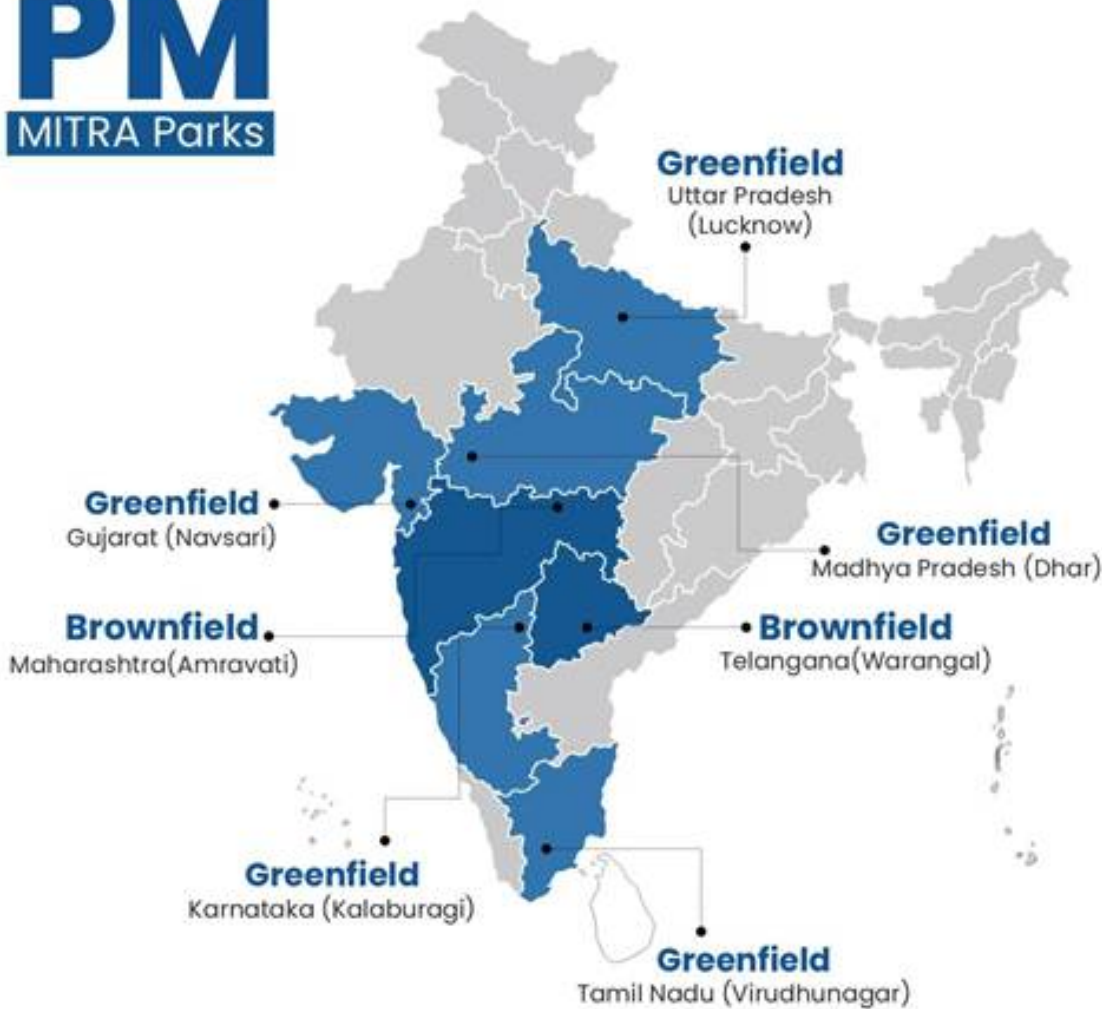 PM
MITRA Parks
Greenfield
Uttar Pradesh
(Lucknow)
Greenfield
Gujarat (Navsari)
Greenfield
Madhya Pradesh (Dhar)
Brownfield
Maharashtra(Amravati)
Brownfield
Telangana(Warangal)
Greenfield
Karnataka (Kalaburagi)
Greenfield
Tamil Nadu (Virudhunagar)